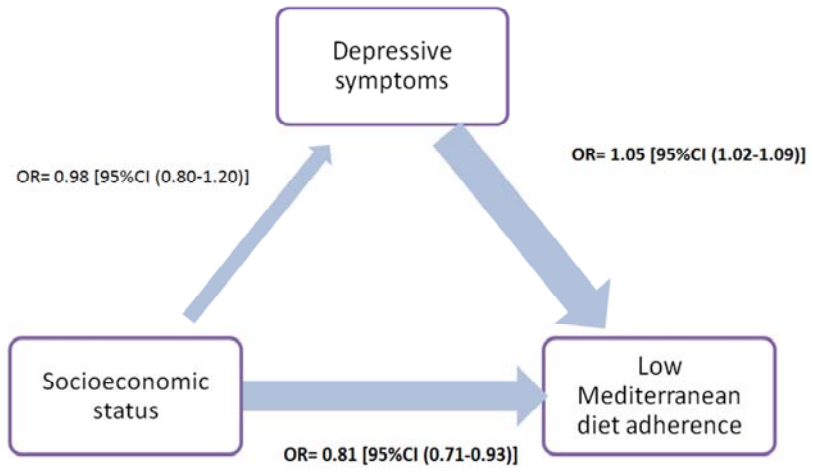 Depressive
symptoms
OR= 1.05 [95%CI (1.02-1.09)]
OR= 0.98 [95%CI (0.80-1.20)]
Socioeconomic
status
Low
Mediterranean
diet adherence
OR= 0.81 [95%CI (0.71-0.93)]